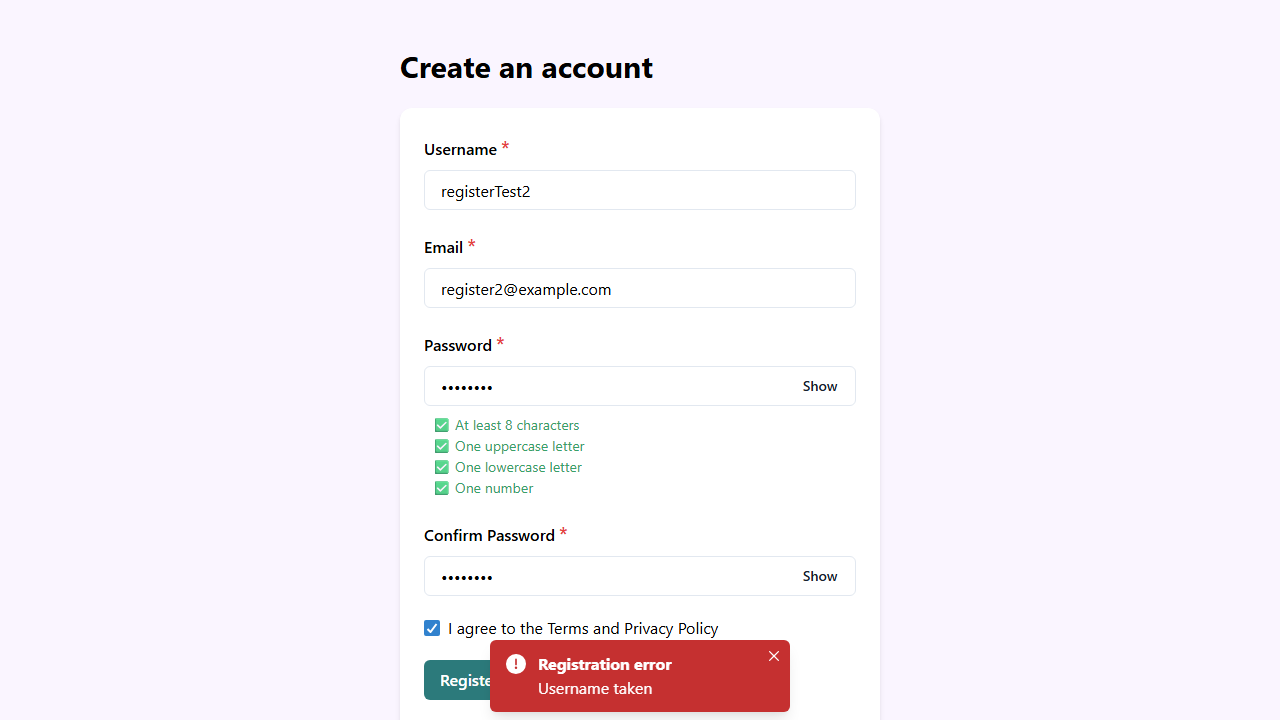 Create an account
Username *
registerTest2
Email *
register2@example.com
Password *
•••••••• Show
✅ At least 8 characters
✅ One uppercase letter
✅ One lowercase letter
✅ One number
Confirm Password *
•••••••• Show
I agree to the Terms and Privacy Policy
Registe
Registration error
Username taken